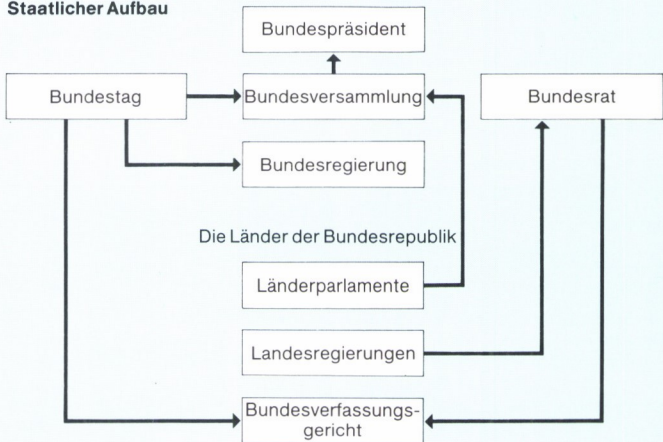 Staatlicher Aufbau
Bundespräsident
Bundestag
Bundesversammlung
Bundesrat
Bundesregierung
Die Länder der Bundesrepublik
Länderparlamente
Landesregierungen
Bundesverfassungs-
gericht